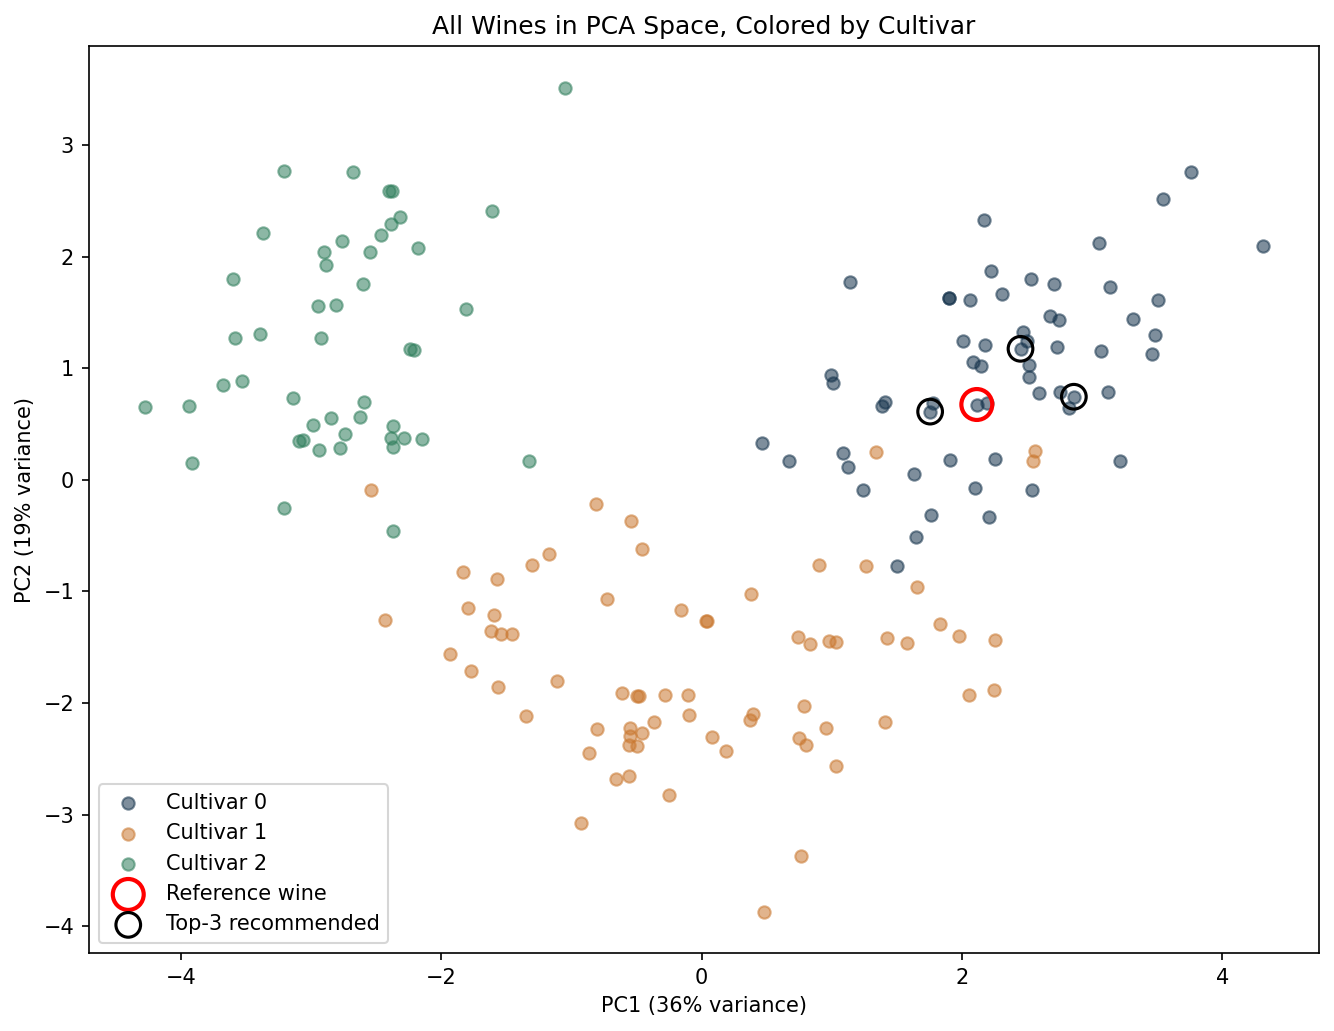 All Wines in PCA Space, Colored by Cultivar
PC2 (19% variance)
3
2
1
0
−1
−2
−3
−4
Cultivar 0
Cultivar 1
Cultivar 2
Reference wine
Top-3 recommended
−4
−2
0
2
4
PC1 (36% variance)